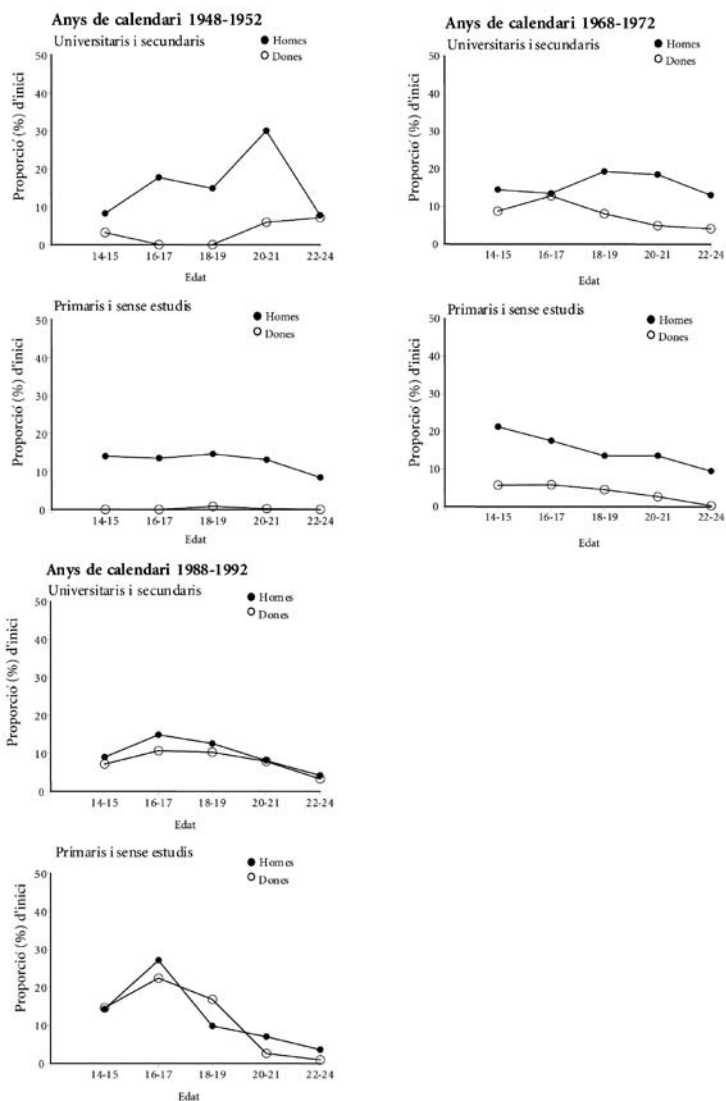 Anys de calendari 1948-1952
Universitaris i secundaris
Homes
Dones
Proporció (%) d'inici
50
40
30
20
10
0
14-15 16-17 18-19 20-21 22-24
Edat
Primaris i sense estudis
Homes
Dones
Proporció (%) d'inici
50
40
30
20
10
0
14-15 16-17 18-19 20-21 22-24
Edat
Anys de calendari 1968-1972
Universitaris i secundaris
Homes
Dones
Proporció (%) d'inici
50
40
30
20
10
0
14-15 16-17 18-19 20-21 22-24
Edat
Primaris i sense estudis
Homes
Dones
Proporció (%) d'inici
50
40
30
20
10
0
14-15 16-17 18-19 20-21 22-24
Edat
Anys de calendari 1988-1992
Universitaris i secundaris
Homes
Dones
Proporció (%) d'inici
50
40
30
20
10
0
14-15 16-17 18-19 20-21 22-24
Edat
Primaris i sense estudis
Homes
Dones
Proporció (%) d'inici
50
40
30
20
10
0
14-15 16-17 18-19 20-21 22-24
Edat